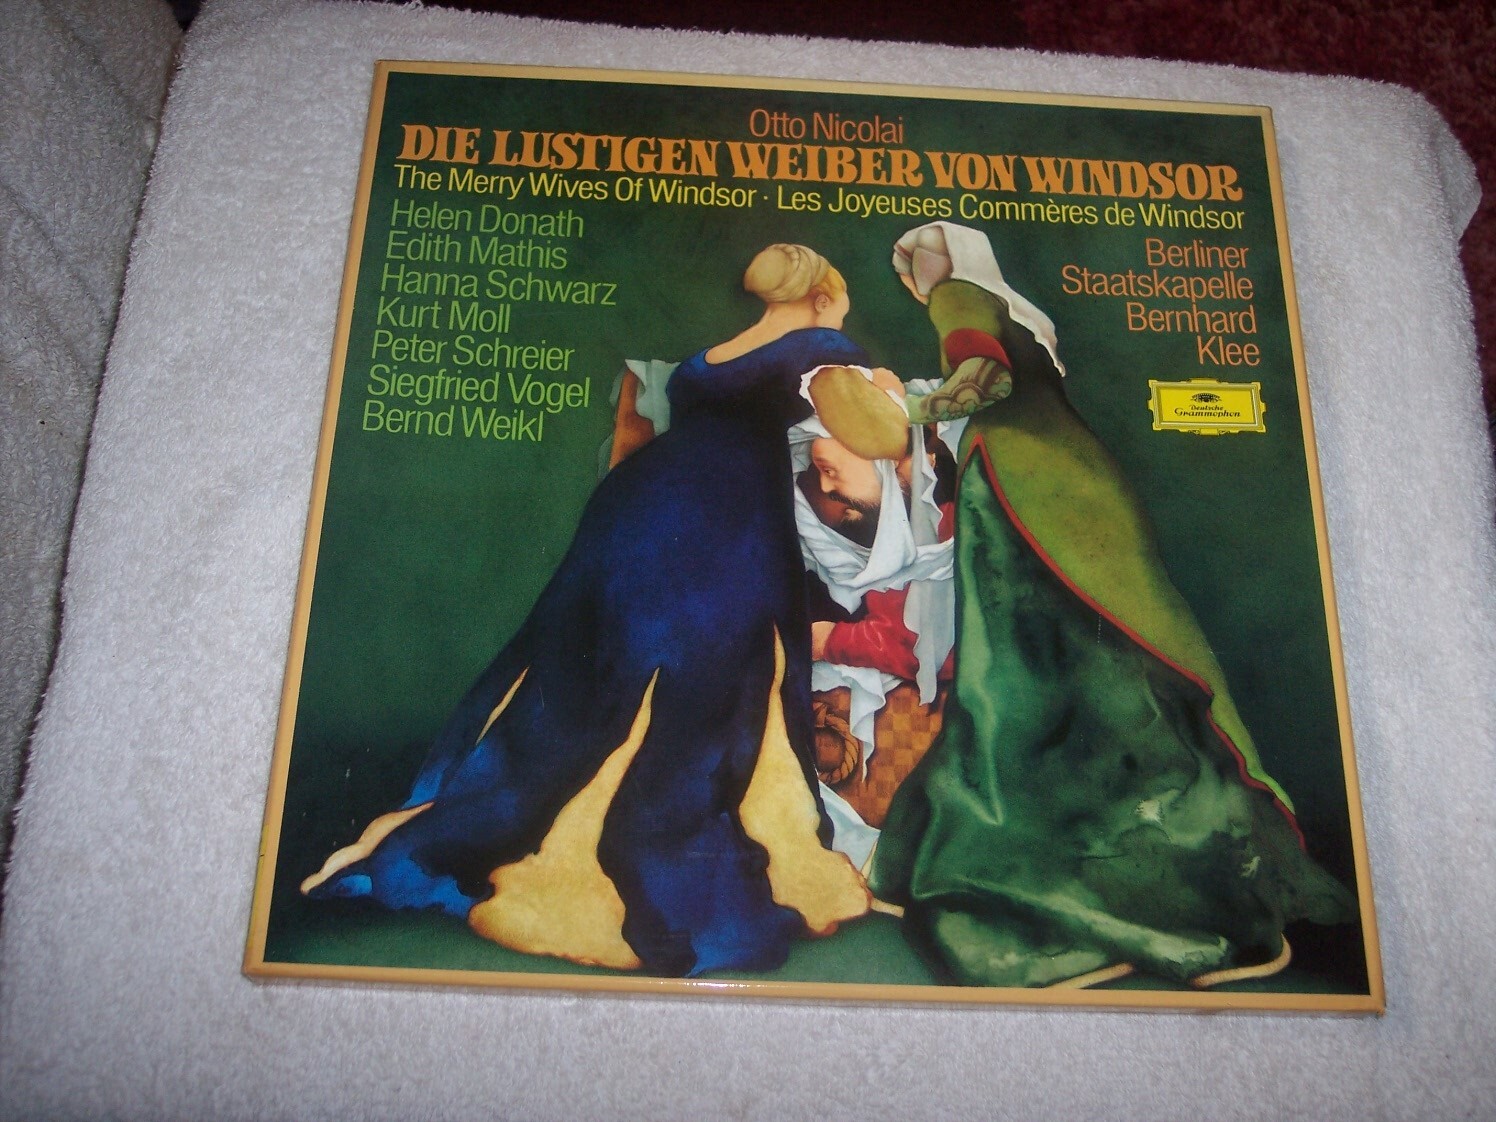 Otto Nicolai
DIE LUSTIGEN WEIBER VON WINDSOR
The Merry Wives Of Windsor · Les Joyeuses Commères de Windsor
Helen Donath
Edith Mathis
Hanna Schwarz
Kurt Moll
Peter Schreier
Siegfried Vogel
Bernd Weikl
Berliner
Staatskapelle
Bernhard
Klee
Deutsche
Grammophon